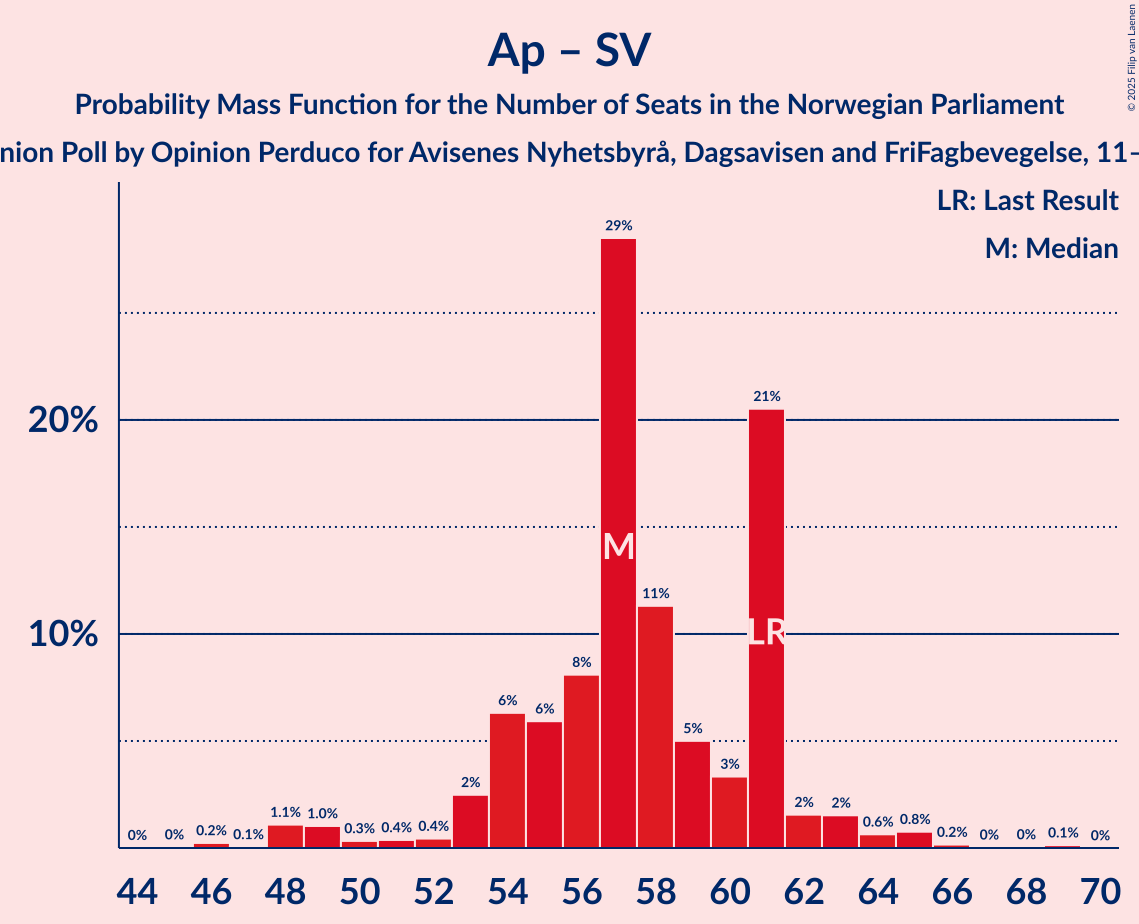 Ap – SV
Probability Mass Function for the Number of Seats in the Norwegian Parliament
nion Poll by Opinion Perduco for Avisenes Nyhetsbyrå, Dagsavisen and FriFagbevegelse, 11–
© 2025 Filip van Laenen
LR: Last Result
M: Median
20%
10%
0% 0% 0.2% 0.1% 1.1% 1.0% 0.3% 0.4% 0.4% 2% 6% 6% 8% 29% 11% 5% 3% 21% 2% 2% 0.6% 0.8% 0.2% 0% 0% 0.1% 0%
M
LR
44 46 48 50 52 54 56 58 60 62 64 66 68 70